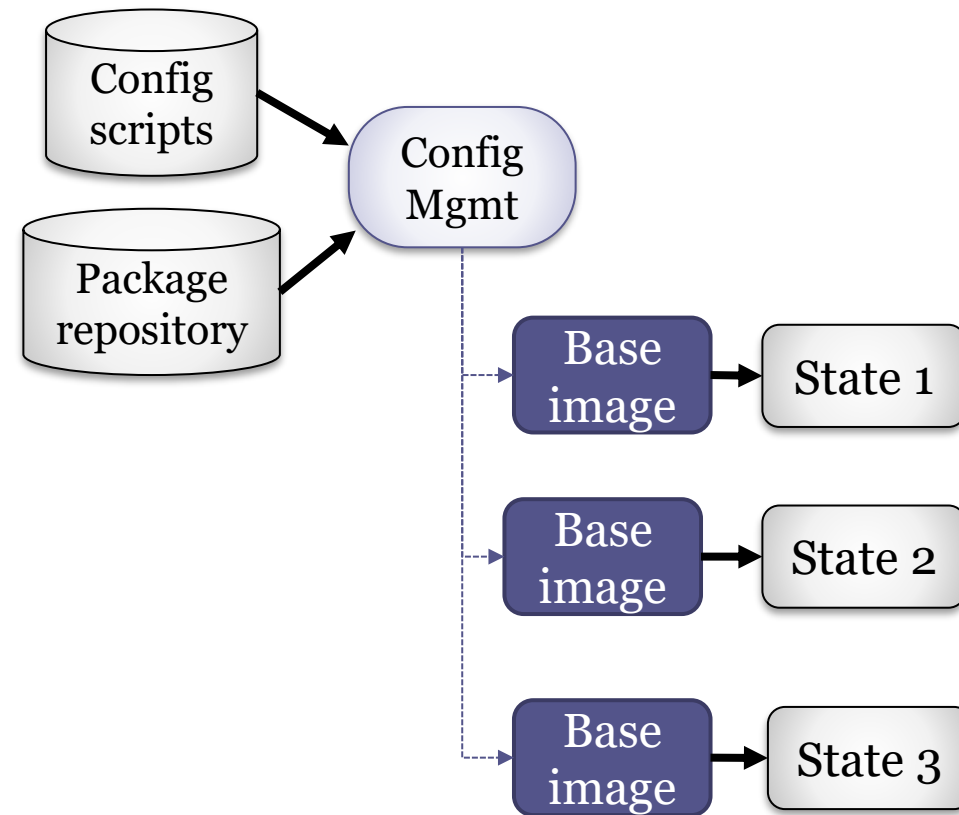 Config
scripts
Config
Mgmt
Package
repository
Base
image
State 1
Base
image
State 2
Base
image
State 3